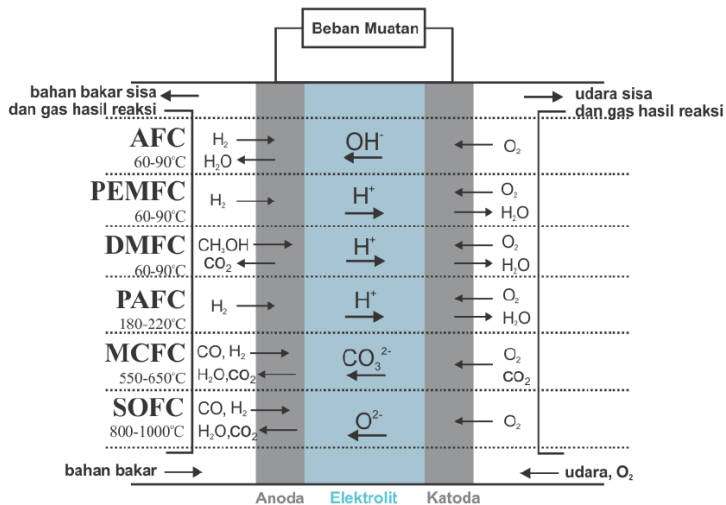 Beban Muatan
bahan bakar sisa
dan gas hasil reaksi
udara sisa
dan gas hasil reaksi
AFC
60-90°C
H₂
H₂O
OH⁻
O₂
PEMFC
60-90°C
H₂
H⁺
O₂
H₂O
DMFC
60-90°C
CH₃OH
CO₂
H⁺
O₂
H₂O
PAFC
180-220°C
H₂
H⁺
O₂
H₂O
MCFC
550-650°C
CO, H₂
H₂O,CO₂
CO₃²⁻
O₂
CO₂
SOFC
800-1000°C
CO, H₂
H₂O,CO₂
O²⁻
O₂
bahan bakar
udara, O₂
Anoda Elektrolit Katoda